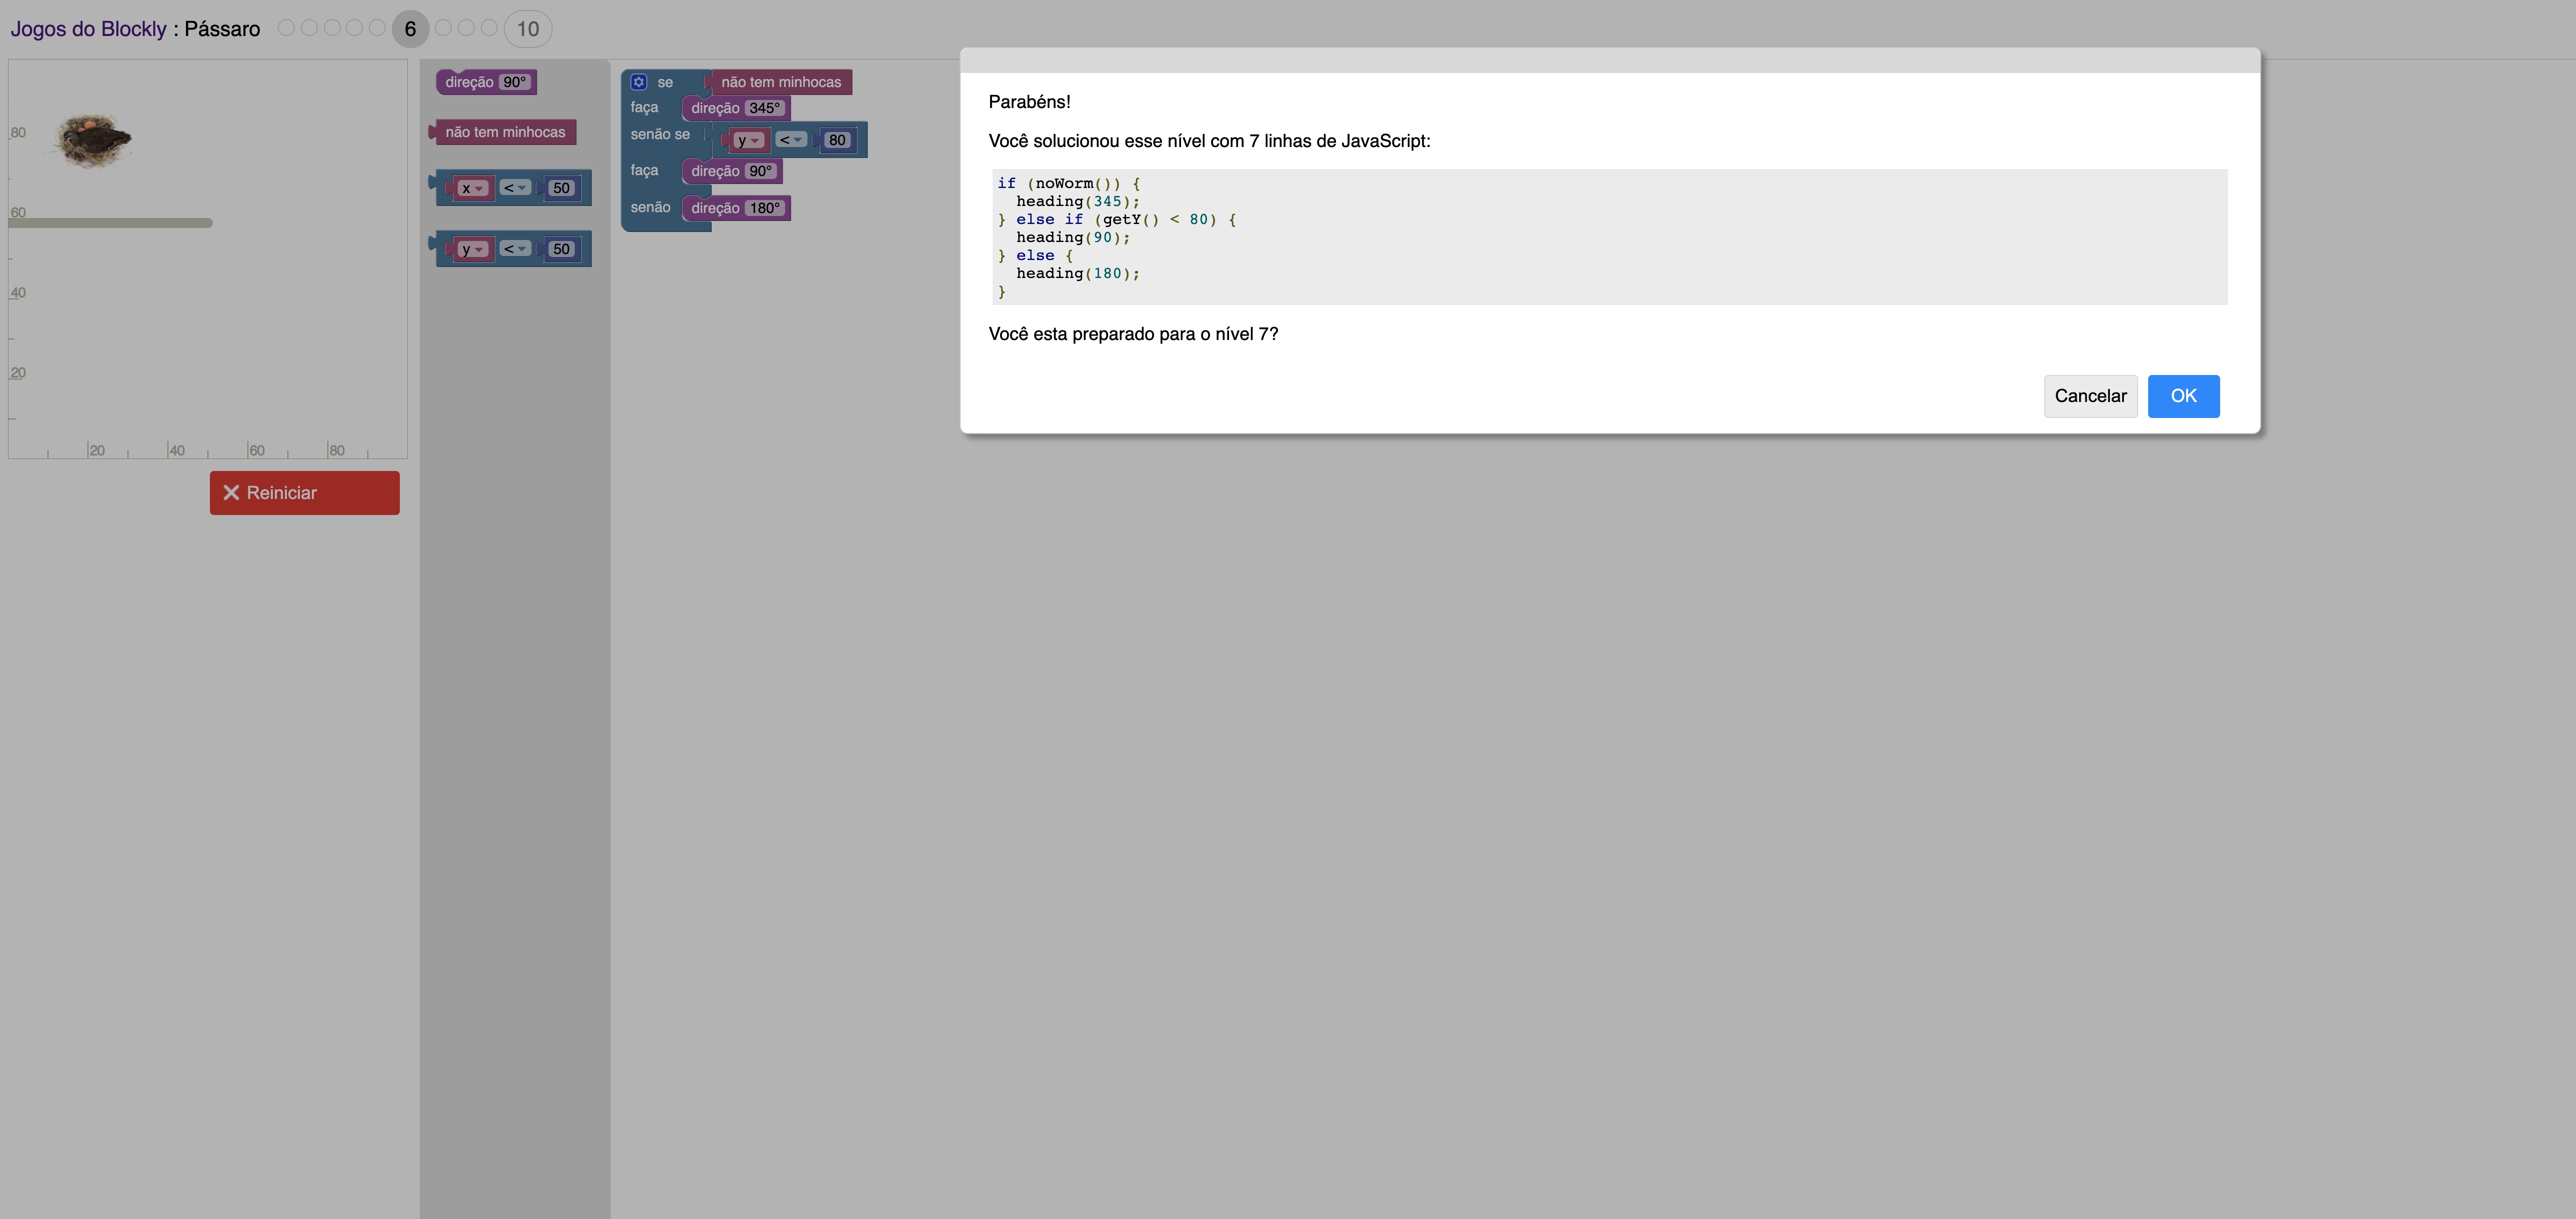 Jogos do Blockly : Pássaro 6 10
80
60
40
20
20 40 60 80
Reiniciar
direção 90°
não tem minhocas
x < 50
y < 50
se não tem minhocas
faça direção 345°
senão se y < 80
faça direção 90°
senão direção 180°
Parabéns!
Você solucionou esse nível com 7 linhas de JavaScript:
if (noWorm()) {
  heading(345);
} else if (getY() < 80) {
  heading(90);
} else {
  heading(180);
}
Você esta preparado para o nível 7?
Cancelar OK